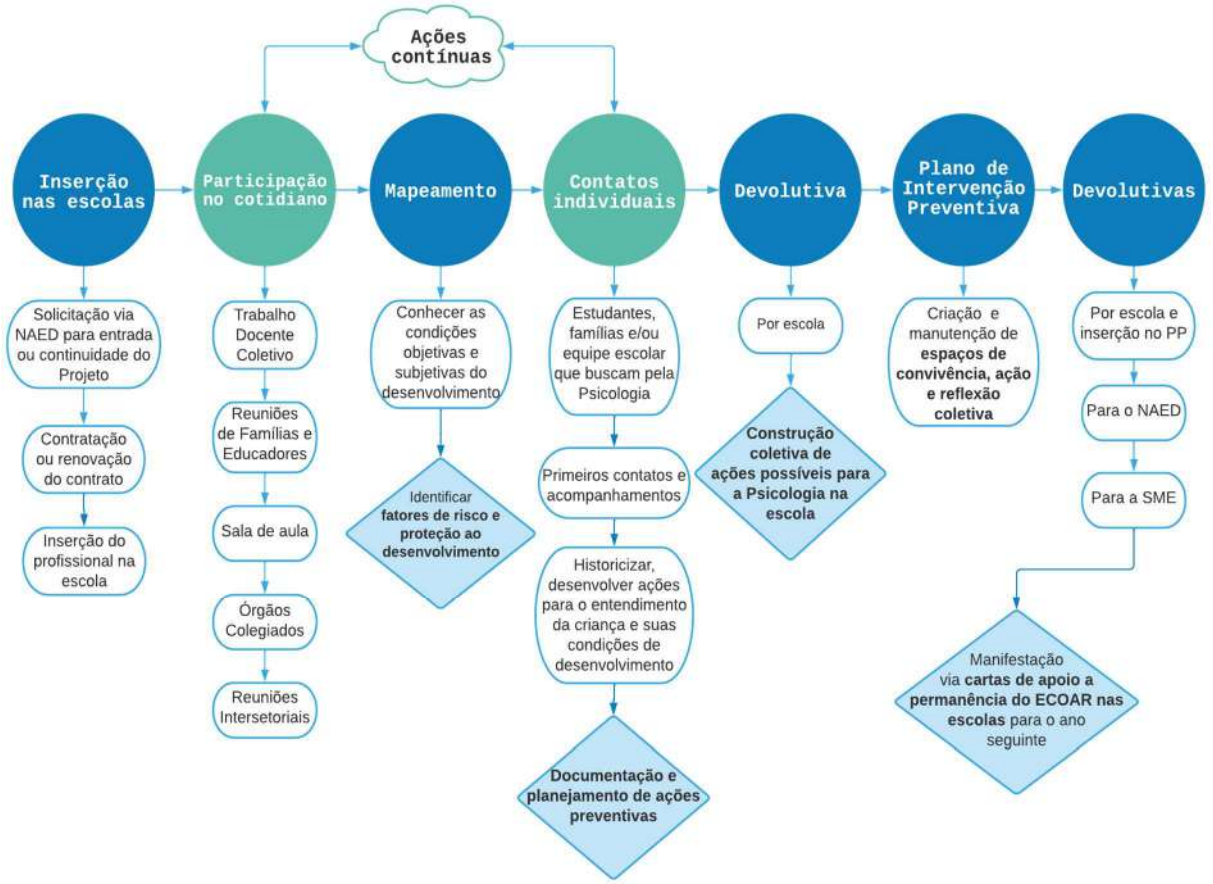 Ações
contínuas
Inserção
nas escolas
Participação
no cotidiano
Mapeamento
Contatos
individuais
Devolutiva
Plano de
Intervenção
Preventiva
Devolutivas
Solicitação via
NAED para entrada
ou continuidade do
Projeto
Contratação
ou renovação
do contrato
Inserção do
profissional na
escola
Trabalho
Docente
Coletivo
Reuniões
de Famílias e
Educadores
Sala de aula
Órgãos
Colegiados
Reuniões
Intersetoriais
Conhecer as
condições
objetivas e
subjetivas do
desenvolvimento
Identificar
fatores de risco e
proteção ao
desenvolvimento
Estudantes,
famílias e/ou
equipe escolar
que buscam pela
Psicologia
Primeiros contatos e
acompanhamentos
Historicizar,
desenvolver ações
para o entendimento
da criança e suas
condições de
desenvolvimento
Documentação e
planejamento de ações
preventivas
Por escola
Construção
coletiva de
ações possíveis para
a Psicologia na
escola
Criação e
manutenção de
espaços de
convivência, ação
e reflexão
coletiva
Por escola e
inserção no PP
Para o NAED
Para a SME
Manifestação
via cartas de apoio a
permanência do ECOAR nas
escolas para o ano
seguinte